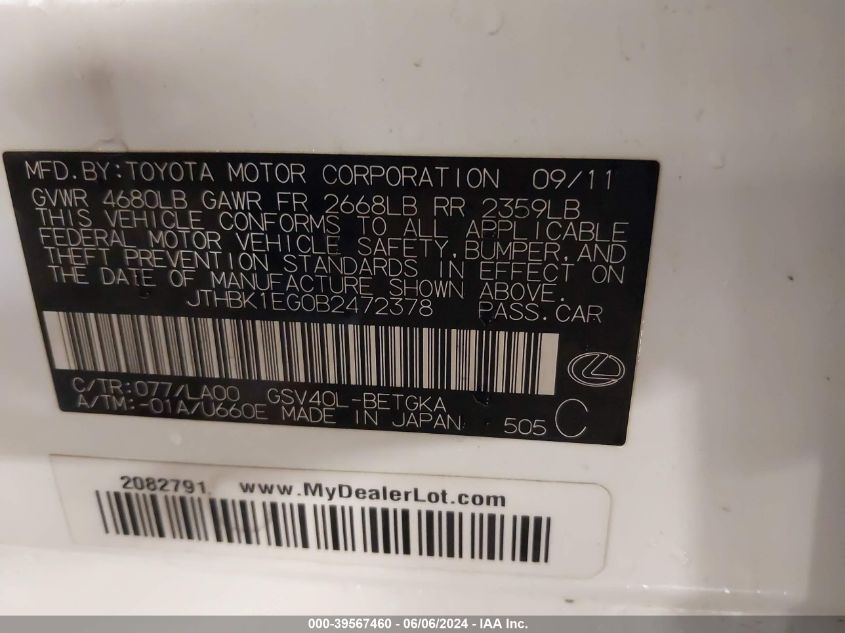 MFD.BY:TOYOTA MOTOR CORPORATION 09/11
GVWR 4680LB GAWR FR 2668LB RR 2359LB
THIS VEHICLE CONFORMS TO ALL APPLICABLE
FEDERAL MOTOR VEHICLE SAFETY,BUMPER,AND
THEFT PREVENTION STANDARDS IN EFFECT ON
THE DATE OF MANUFACTURE SHOWN ABOVE.
JTHBK1EG0B2472378 PASS.CAR
C/TR:077/LA00 GSV40L-BETGKA
A/TM:-01A/U660E MADE IN JAPAN 505 C
2082791 www.MyDealerLot.com
000-39567460 - 06/06/2024 - IAA Inc.